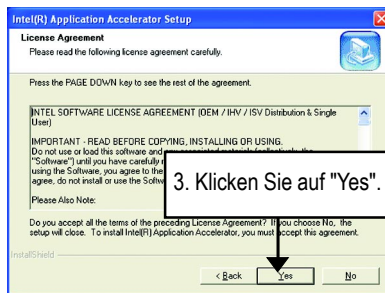 Intel(R) Application Accelerator Setup
License Agreement
Please read the following license agreement carefully.
Press the PAGE DOWN key to see the rest of the agreement.
INTEL SOFTWARE LICENSE AGREEMENT (OEM / IHV / ISV Distribution & Single
User)
IMPORTANT - READ BEFORE COPYING, INSTALLING OR USING.
Do not use or load this software and
"Software") until you have carefully
using the Software, you agree to the
agree, do not install or use the Software
Please Also Note:
3. Klicken Sie auf "Yes".
Do you accept all the terms of the preceding License Agreement? If you choose No, the
setup will close. To install Intel(R) Application Accelerator, you must accept this agreement.
InstallShield
< Back
Yes
No